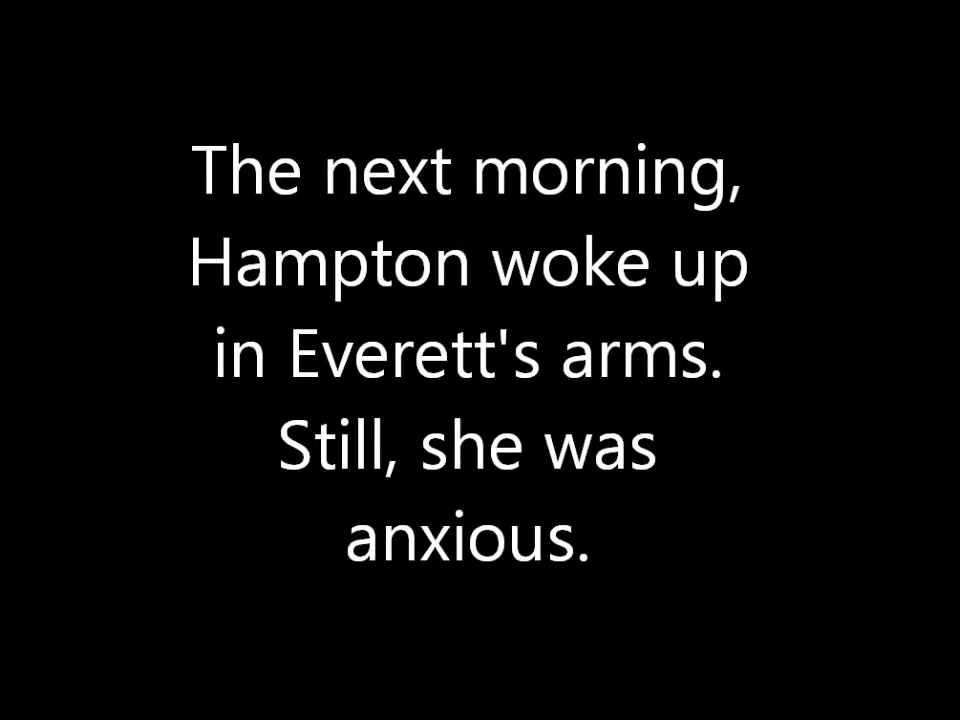 The next morning,
Hampton woke up
in Everett's arms.
Still, she was
anxious.